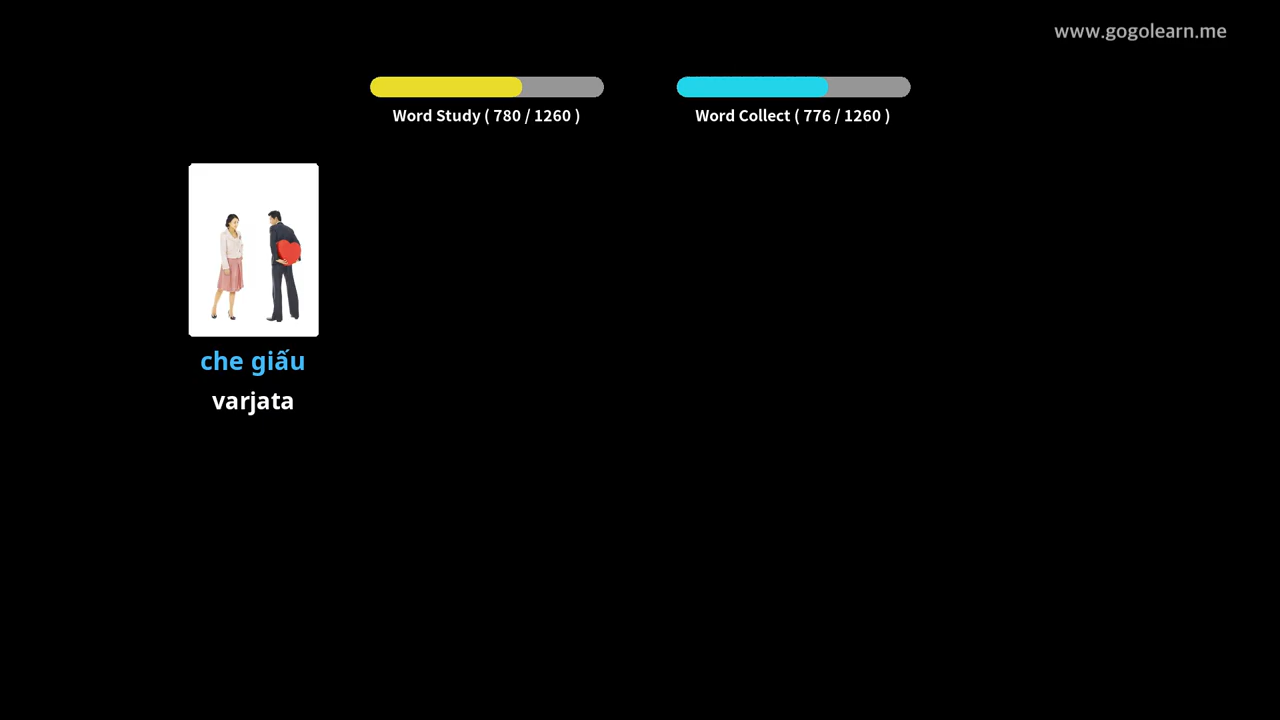 www.gogolearn.me
Word Study ( 780 / 1260 )
Word Collect ( 776 / 1260 )
che giấu
varjata